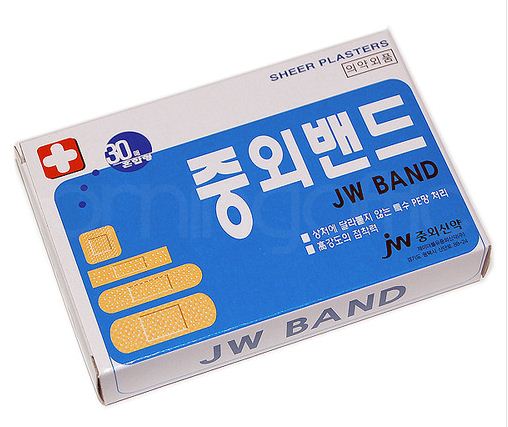 SHEER PLASTERS
의약외품
30매
혼합형
중외밴드
JW BAND
상처에 달라붙지 않는 특수 PE망 처리
高강도의 점착력
JW 중외신약
JW BAND